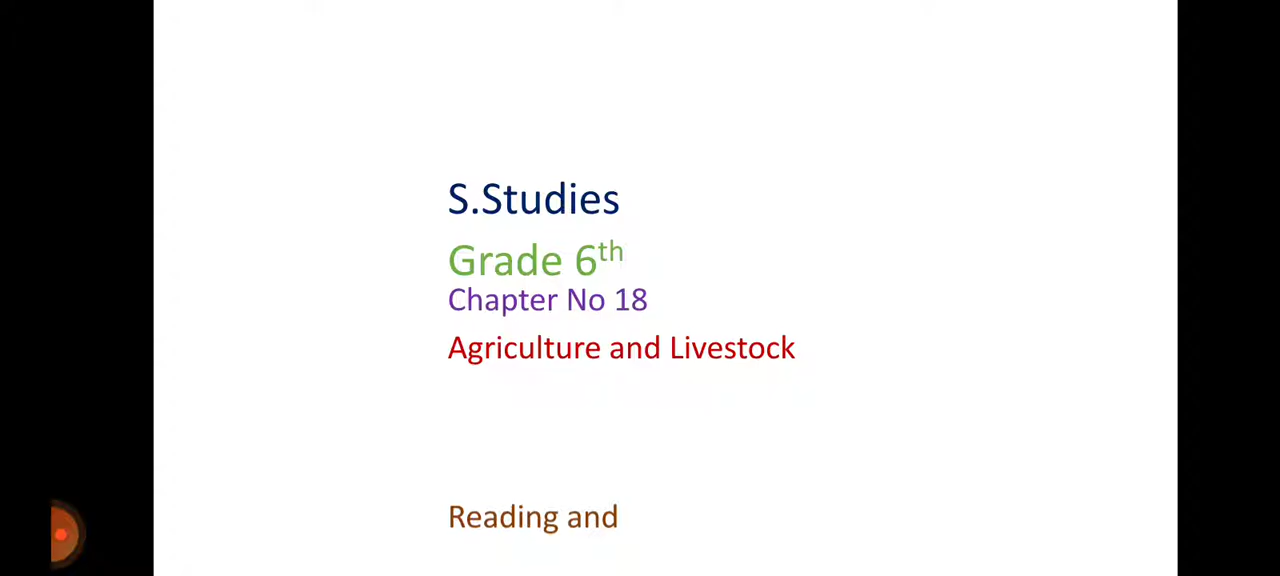 S.Studies
Grade 6th
Chapter No 18
Agriculture and Livestock
Reading and